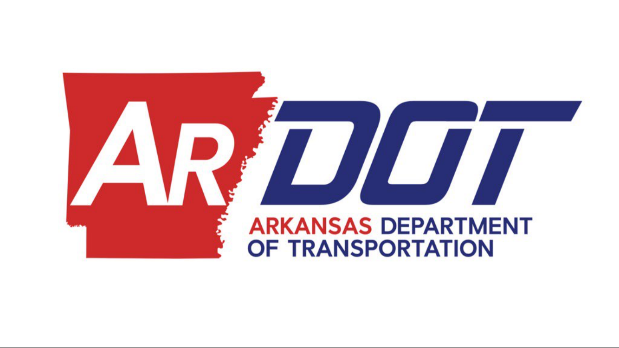 ARDOT
ARKANSAS DEPARTMENT
OF TRANSPORTATION